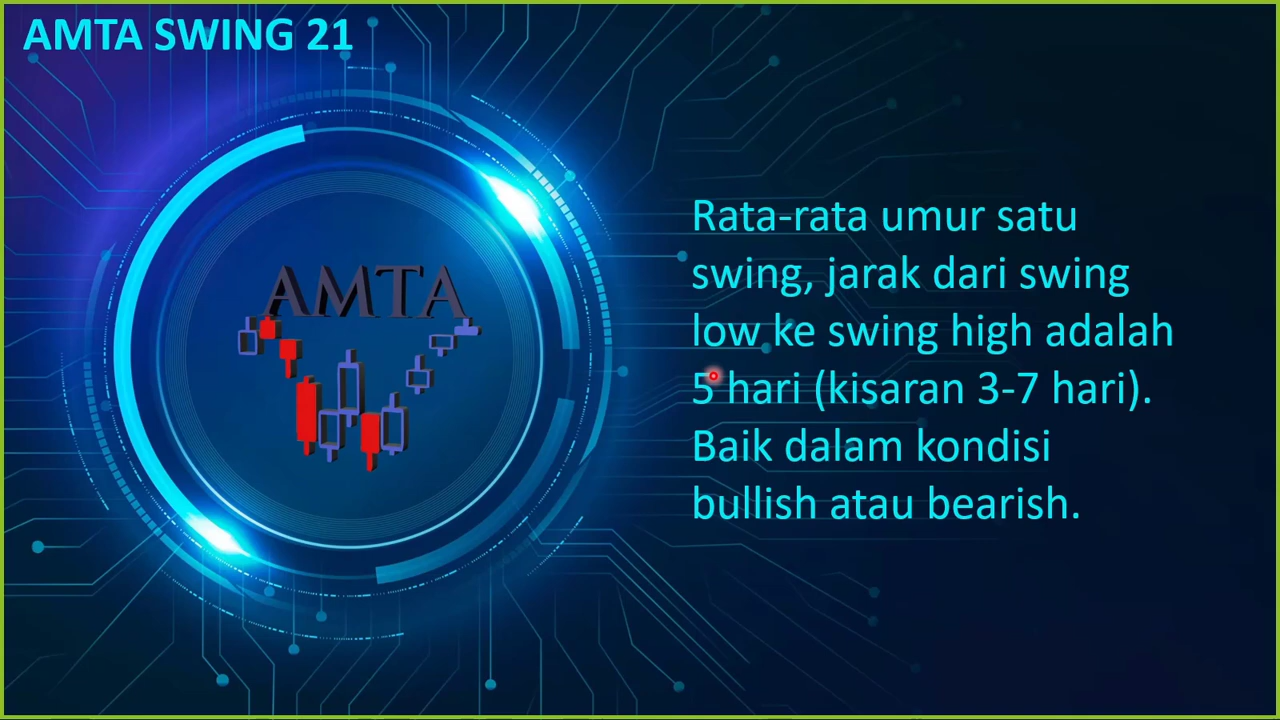 AMTA SWING 21
AMTA
Rata-rata umur satu
swing, jarak dari swing
low ke swing high adalah
5 hari (kisaran 3-7 hari).
Baik dalam kondisi
bullish atau bearish.